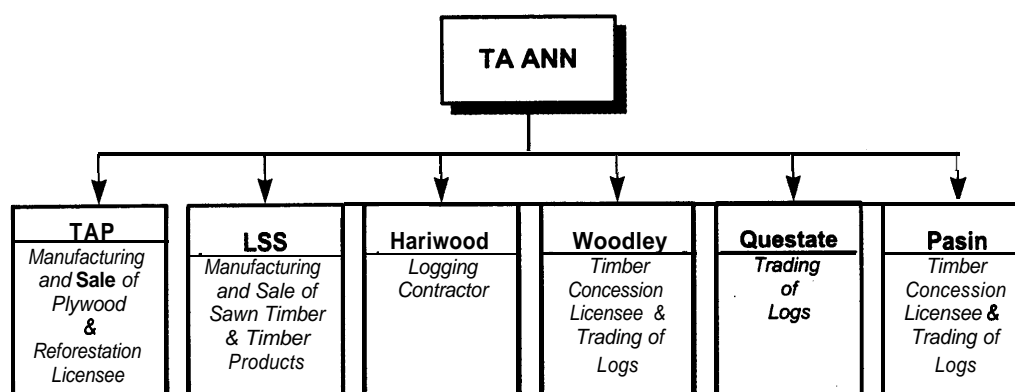 TA ANN
TAP
Manufacturing
and Sale of
Plywood
&
Reforestation
Licensee
LSS
Manufacturing
and Sale of
Sawn Timber
& Timber
Products
Hariwood
Logging
Contractor
Woodley
Timber
Concession
Licensee &
Trading of
Logs
Questate
Trading
of
Logs
Pasin
Timber
Concession
Licensee &
Trading of
Logs